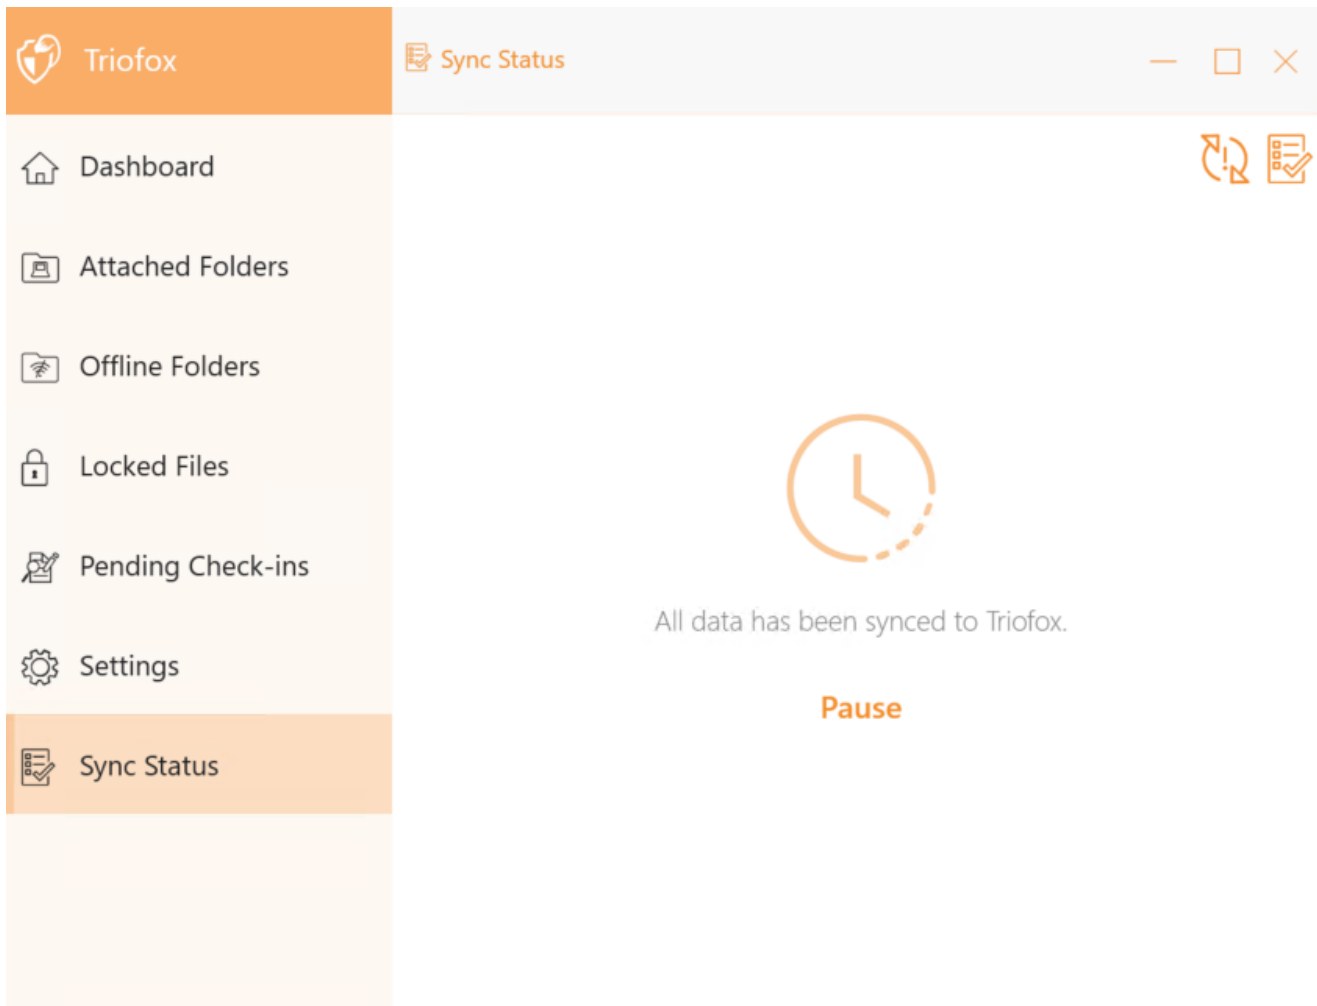 Triofox
Sync Status
Dashboard
Attached Folders
Offline Folders
Locked Files
Pending Check-ins
Settings
Sync Status
All data has been synced to Triofox.
Pause